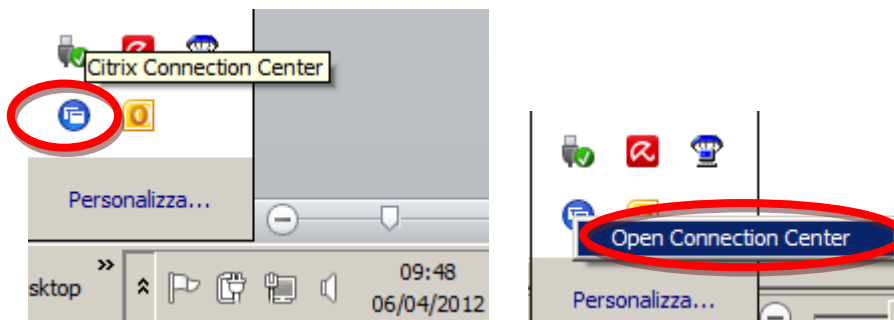 Citrix Connection Center
Personalizza...
sktop
09:48
06/04/2012
Open Connection Center
Personalizza...